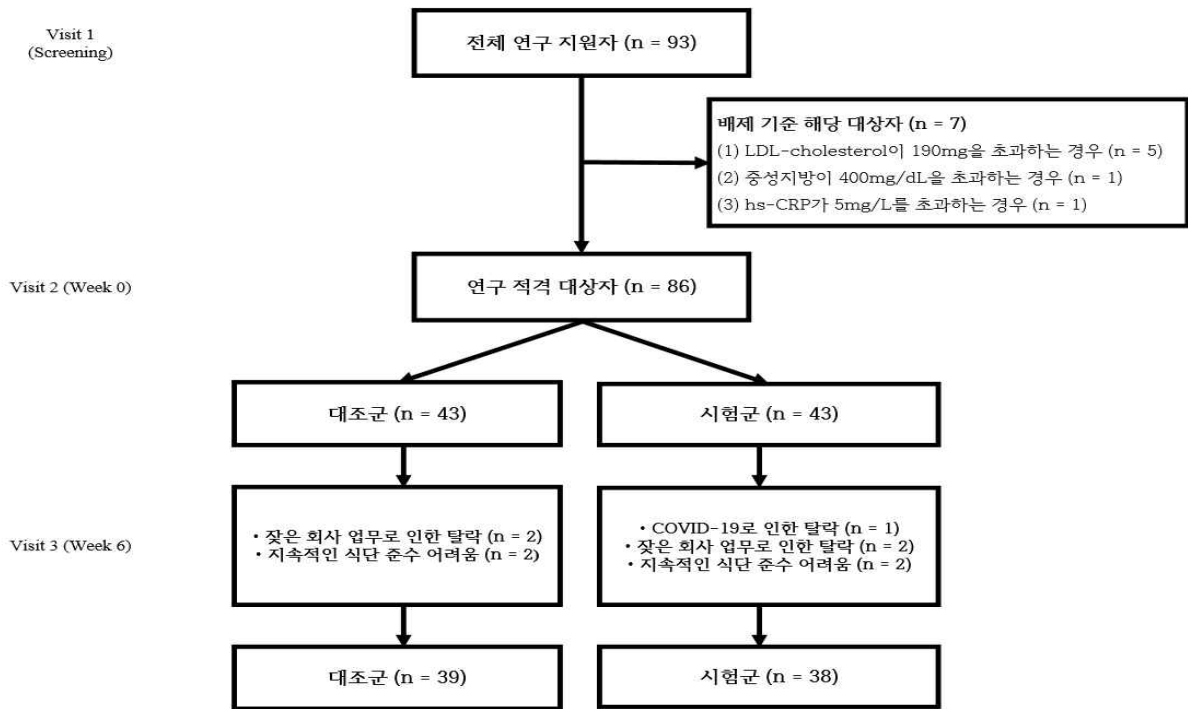 Visit 1
(Screening)
전체 연구 지원자 (n = 93)
배제 기준 해당 대상자 (n = 7)
(1) LDL-cholesterol이 190mg을 초과하는 경우 (n = 5)
(2) 중성지방이 400mg/dL을 초과하는 경우 (n = 1)
(3) hs-CRP가 5mg/L를 초과하는 경우 (n = 1)
Visit 2 (Week 0)
연구 적격 대상자 (n = 86)
대조군 (n = 43)
시험군 (n = 43)
Visit 3 (Week 6)
• 잦은 회사 업무로 인한 탈락 (n = 2)
• 지속적인 식단 준수 어려움 (n = 2)
• COVID-19로 인한 탈락 (n = 1)
• 잦은 회사 업무로 인한 탈락 (n = 2)
• 지속적인 식단 준수 어려움 (n = 2)
대조군 (n = 39)
시험군 (n = 38)